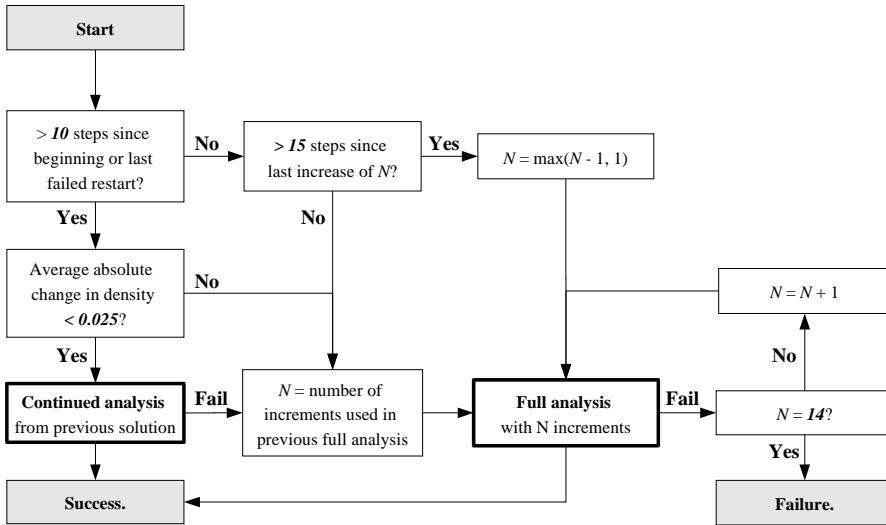 Start
> 10 steps since
beginning or last
failed restart?
No
> 15 steps since
last increase of N?
Yes
N = max(N - 1, 1)
Yes
No
Average absolute
change in density
< 0.025?
No
N = N + 1
Yes
No
Continued analysis
from previous solution
Fail
N = number of
increments used in
previous full analysis
Full analysis
with N increments
Fail
N = 14?
Yes
Success.
Failure.